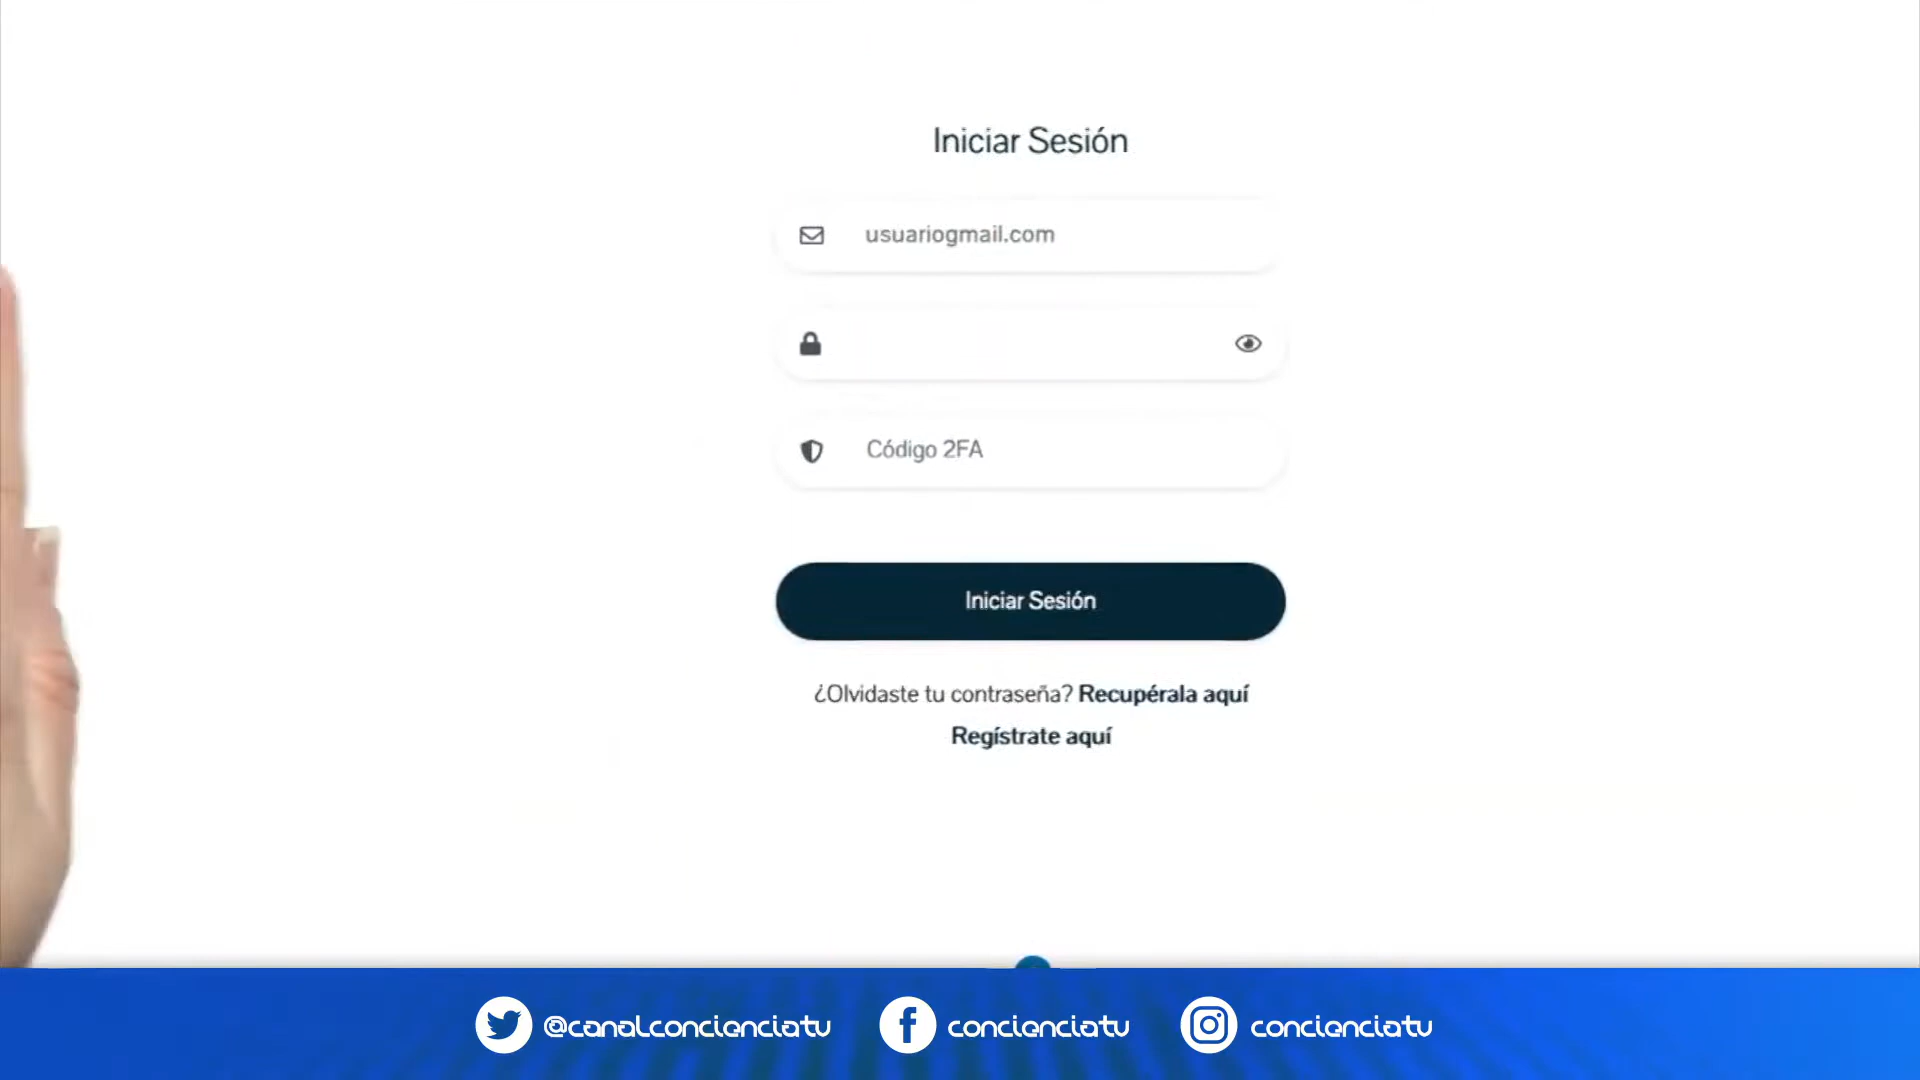 Iniciar Sesión
usuariogmail.com
Código 2FA
Iniciar Sesión
¿Olvidaste tu contraseña? Recupérala aquí
Regístrate aquí
@canalconcienciatv concienciatv concienciatv